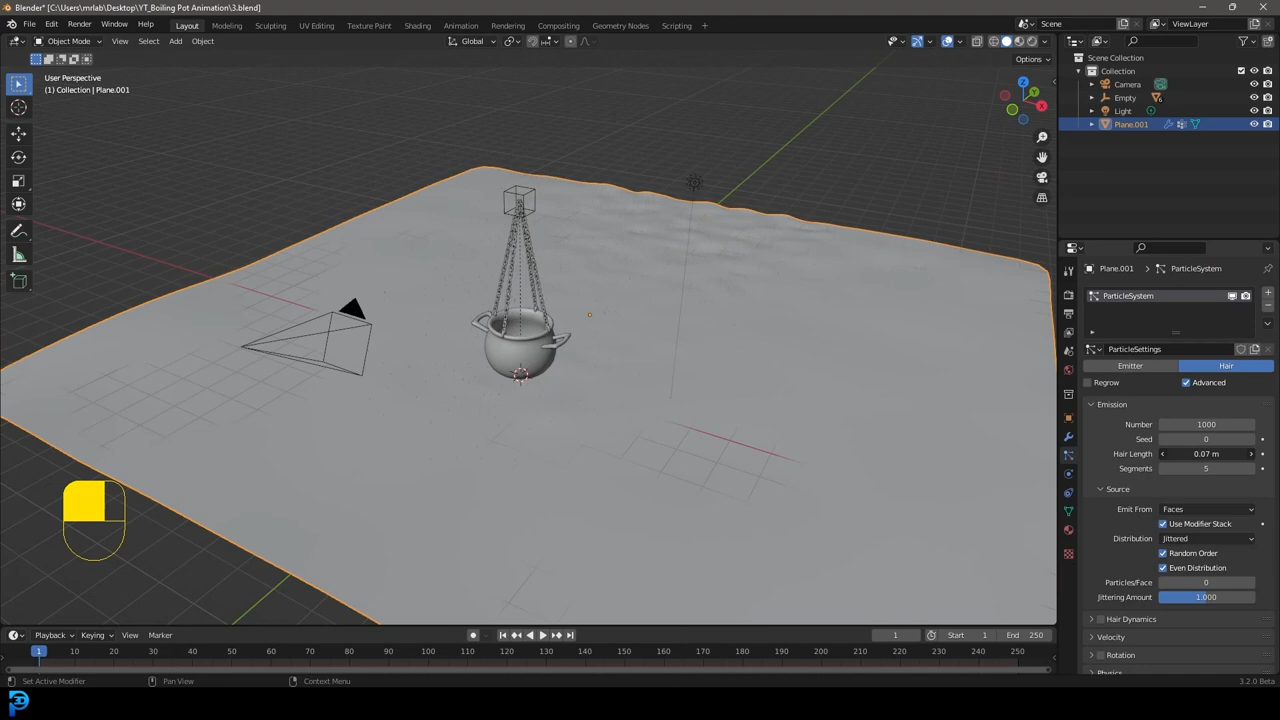 Blender* [C:\Users\mrlab\Desktop\YT_Boiling Pot Animation\3.blend]
File Edit Render Window Help Layout Modeling Sculpting UV Editing Texture Paint Shading Animation Rendering Compositing Geometry Nodes Scripting Scene ViewLayer
Object Mode View Select Add Object Global
Options
User Perspective
(1) Collection | Plane.001
Scene Collection
Collection
Camera
Empty
Light
Plane.001
Z
Y
X
Plane.001 > ParticleSystem
ParticleSystem
ParticleSettings
Emitter Hair
Regrow Advanced
Emission
Number 1000
Seed 0
Hair Length 0.07 m
Segments 5
Source
Emit From Faces
Use Modifier Stack
Distribution Jittered
Random Order
Even Distribution
Particles/Face 0
Jittering Amount 1.000
Hair Dynamics
Velocity
Rotation
Physics
Playback Keying View Marker 1 Start 1 End 250
1 10 20 30 40 50 60 70 80 90 100 110 120 130 140 150 160 170 180 190 200 210 220 230 240 250
Set Active Modifier Pan View Context Menu 3.2.0 Beta